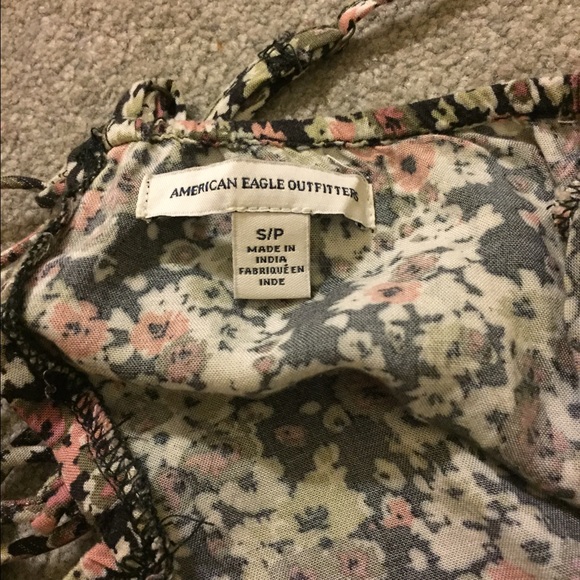 AMERICAN EAGLE OUTFITTERS
S/P
MADE IN
INDIA
FABRIQUÉ EN
INDE